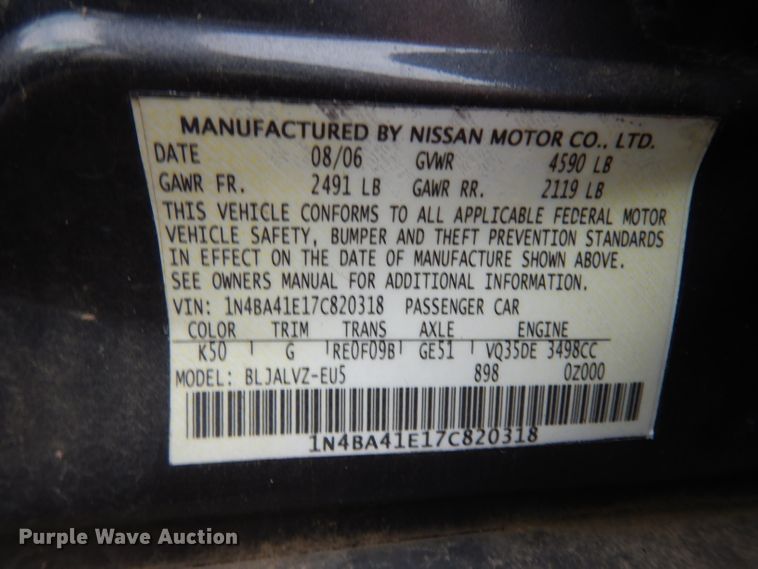 MANUFACTURED BY NISSAN MOTOR CO., LTD.
DATE 08/06 GVWR 4590 LB
GAWR FR. 2491 LB GAWR RR. 2119 LB
THIS VEHICLE CONFORMS TO ALL APPLICABLE FEDERAL MOTOR
VEHICLE SAFETY, BUMPER AND THEFT PREVENTION STANDARDS
IN EFFECT ON THE DATE OF MANUFACTURE SHOWN ABOVE.
SEE OWNERS MANUAL FOR ADDITIONAL INFORMATION.
VIN: 1N4BA41E17C820318 PASSENGER CAR
COLOR TRIM TRANS AXLE ENGINE
K50 G RE0F09B GE51 VQ35DE 3498CC
MODEL: BLJALVZ-EU5 898 0Z000
1N4BA41E17C820318
Purple Wave Auction